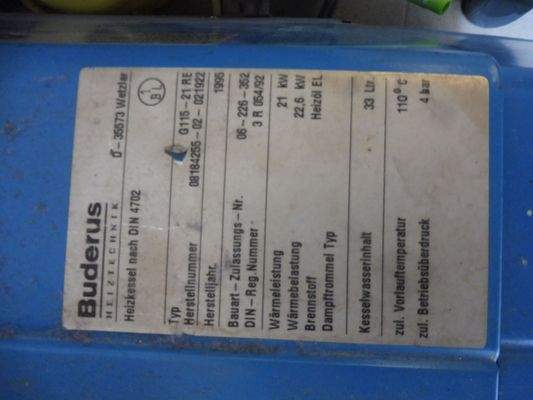 Buderus
HEIZTECHNIK
D-35573 Wetzlar
Heizkessel nach DIN 4702
1
BL
Typ G115-21 RE
Herstellnummer 08184255-02-021922
Herstelljahr. 1995
Bauart-Zulassungs-Nr. 06-226-352
DIN-Reg.Nummer 3 R 054/92
Wärmeleistung 21 kW
Wärmebelastung 22,6 kW
Brennstoff Heizöl EL
Dampftrommel Typ
Kesselwasserinhalt 33 Ltr.
zul. Vorlauftemperatur 110° C
zul. Betriebsüberdruck 4 bar